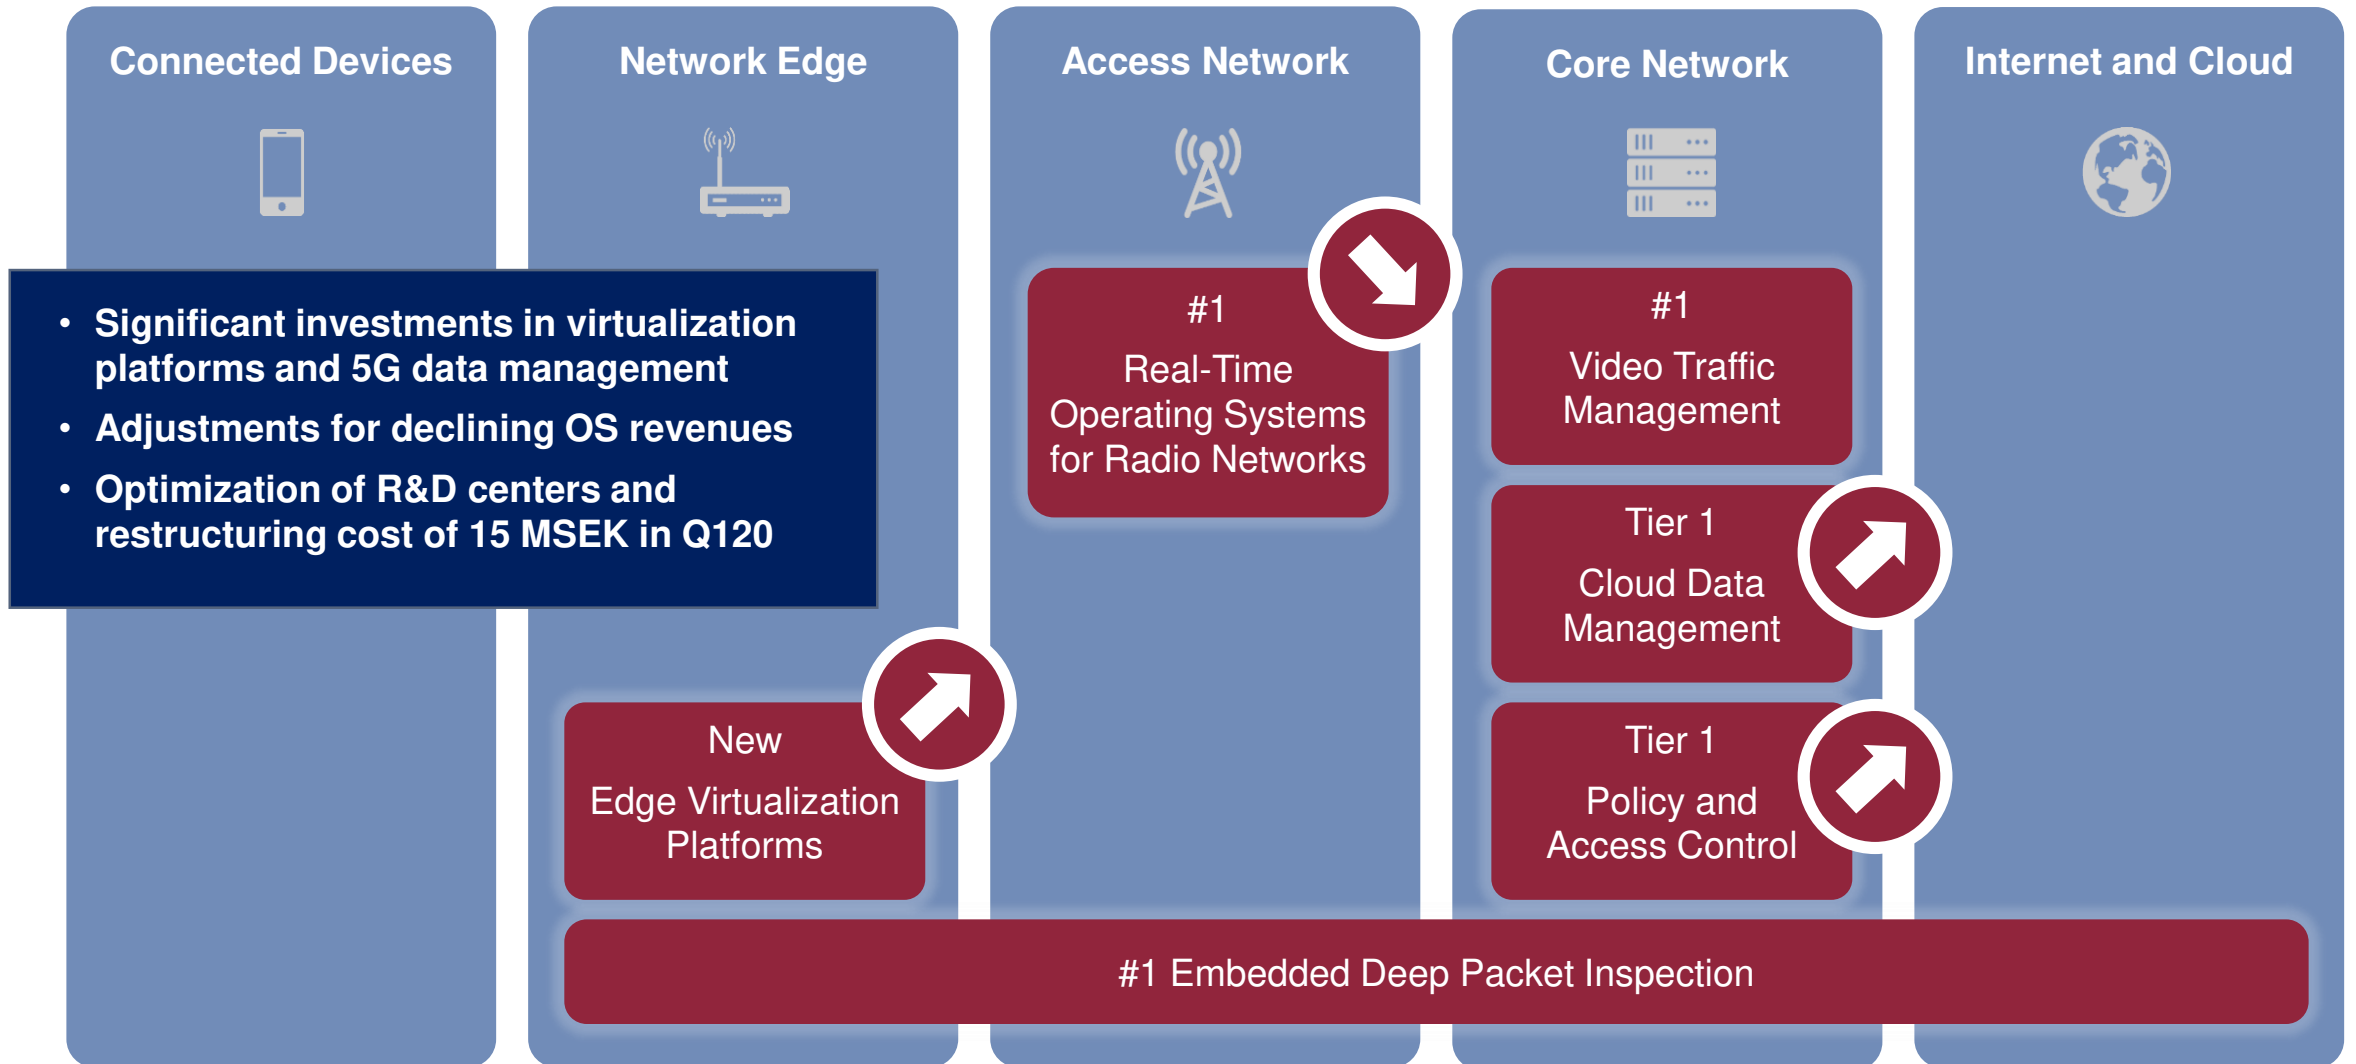 Connected Devices
Network Edge
Access Network
Core Network
Internet and Cloud
• Significant investments in virtualization
platforms and 5G data management
• Adjustments for declining OS revenues
• Optimization of R&D centers and
restructuring cost of 15 MSEK in Q120
New
Edge Virtualization
Platforms
#1
Real-Time
Operating Systems
for Radio Networks
#1
Video Traffic
Management
Tier 1
Cloud Data
Management
Tier 1
Policy and
Access Control
#1 Embedded Deep Packet Inspection